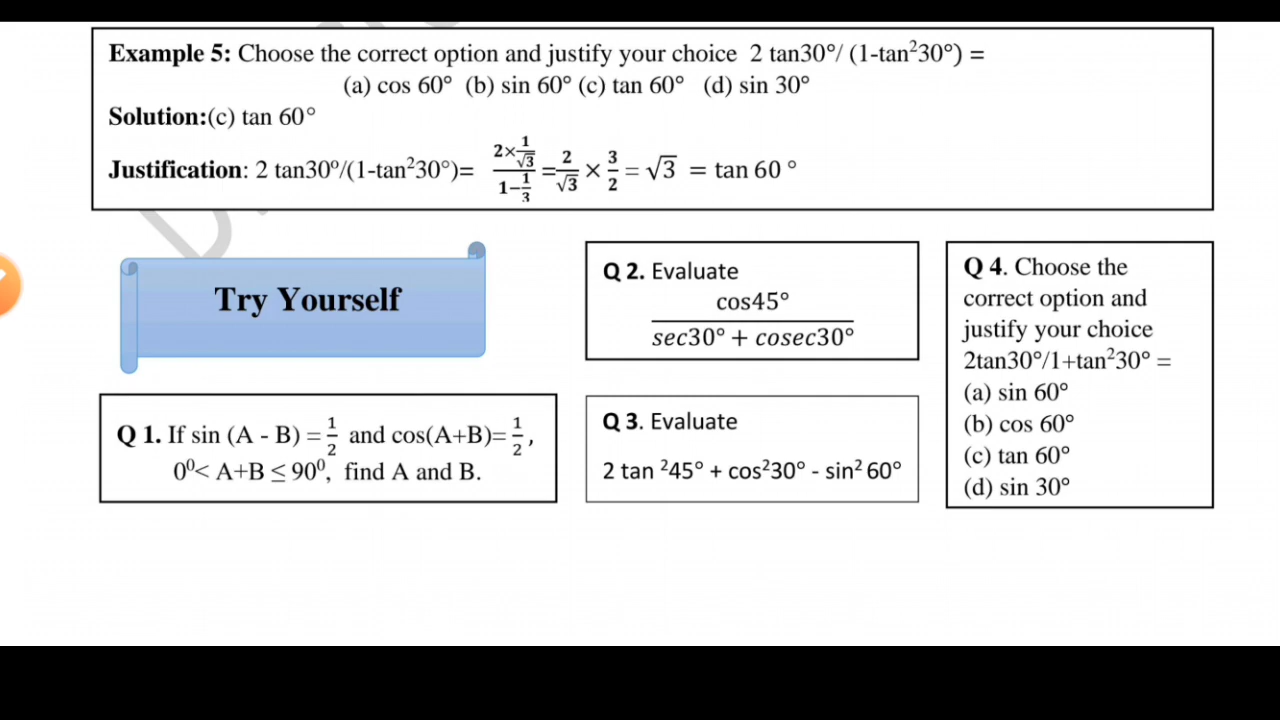 Example 5: Choose the correct option and justify your choice 2 tan30°/ (1-tan²30°) =
(a) cos 60° (b) sin 60° (c) tan 60° (d) sin 30°
Solution:(c) tan 60°
Justification: 2 tan30°/(1-tan²30°)= (2×1/√3)/(1−1/3) = 2/√3 × 3/2 = √3 = tan 60 °
Try Yourself
Q 1. If sin (A - B) = 1/2 and cos(A+B)= 1/2,
0⁰< A+B ≤ 90⁰, find A and B.
Q 2. Evaluate
cos45°
sec30° + cosec30°
Q 3. Evaluate
2 tan ²45° + cos²30° - sin² 60°
Q 4. Choose the
correct option and
justify your choice
2tan30°/1+tan²30° =
(a) sin 60°
(b) cos 60°
(c) tan 60°
(d) sin 30°